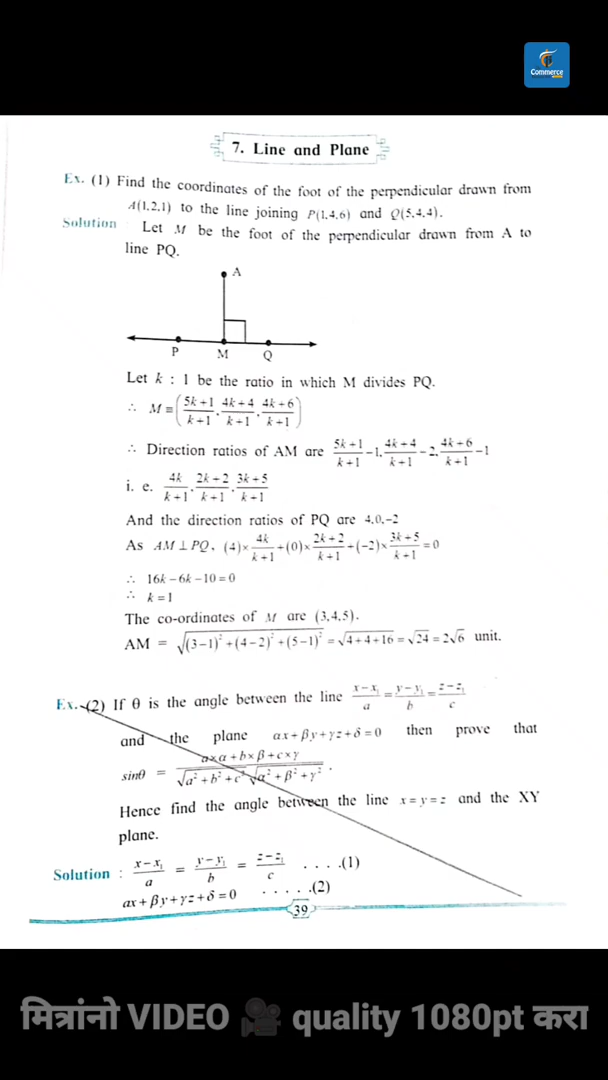 Commerce
7. Line and Plane
Ex. (1) Find the coordinates of the foot of the perpendicular drawn from
A(1,2,1) to the line joining P(1,4,6) and Q(5,4,4).
Solution Let M be the foot of the perpendicular drawn from A to
line PQ.
A
P M Q
Let k : 1 be the ratio in which M divides PQ.
∴ M ≡ ( (5k+1)/(k+1), (4k+4)/(k+1), (4k+6)/(k+1) )
∴ Direction ratios of AM are (5k+1)/(k+1) −1, (4k+4)/(k+1) −2, (4k+6)/(k+1) −1
i. e. 4k/(k+1), (2k+2)/(k+1), (3k+5)/(k+1)
And the direction ratios of PQ are 4,0,−2
As AM ⊥ PQ, (4)× 4k/(k+1) +(0)× (2k+2)/(k+1) +(−2)× (3k+5)/(k+1) =0
∴ 16k−6k−10=0
∴ k=1
The co-ordinates of M are (3,4,5).
AM = √((3−1)²+(4−2)²+(5−1)²) = √(4+4+16) = √24 = 2√6 unit.
Ex. (2) If θ is the angle between the line (x−x₁)/a = (y−y₁)/b = (z−z₁)/c
and the plane αx+βy+γz+δ=0 then prove that
sinθ = (a×α+b×β+c×γ)/(√(a²+b²+c²) √(α²+β²+γ²)).
Hence find the angle between the line x=y=z and the XY
plane.
Solution : (x−x₁)/a = (y−y₁)/b = (z−z₁)/c . . . .(1)
αx+βy+γz+δ=0 . . . . .(2)
39
मित्रांनो VIDEO 🎥 quality 1080pt करा